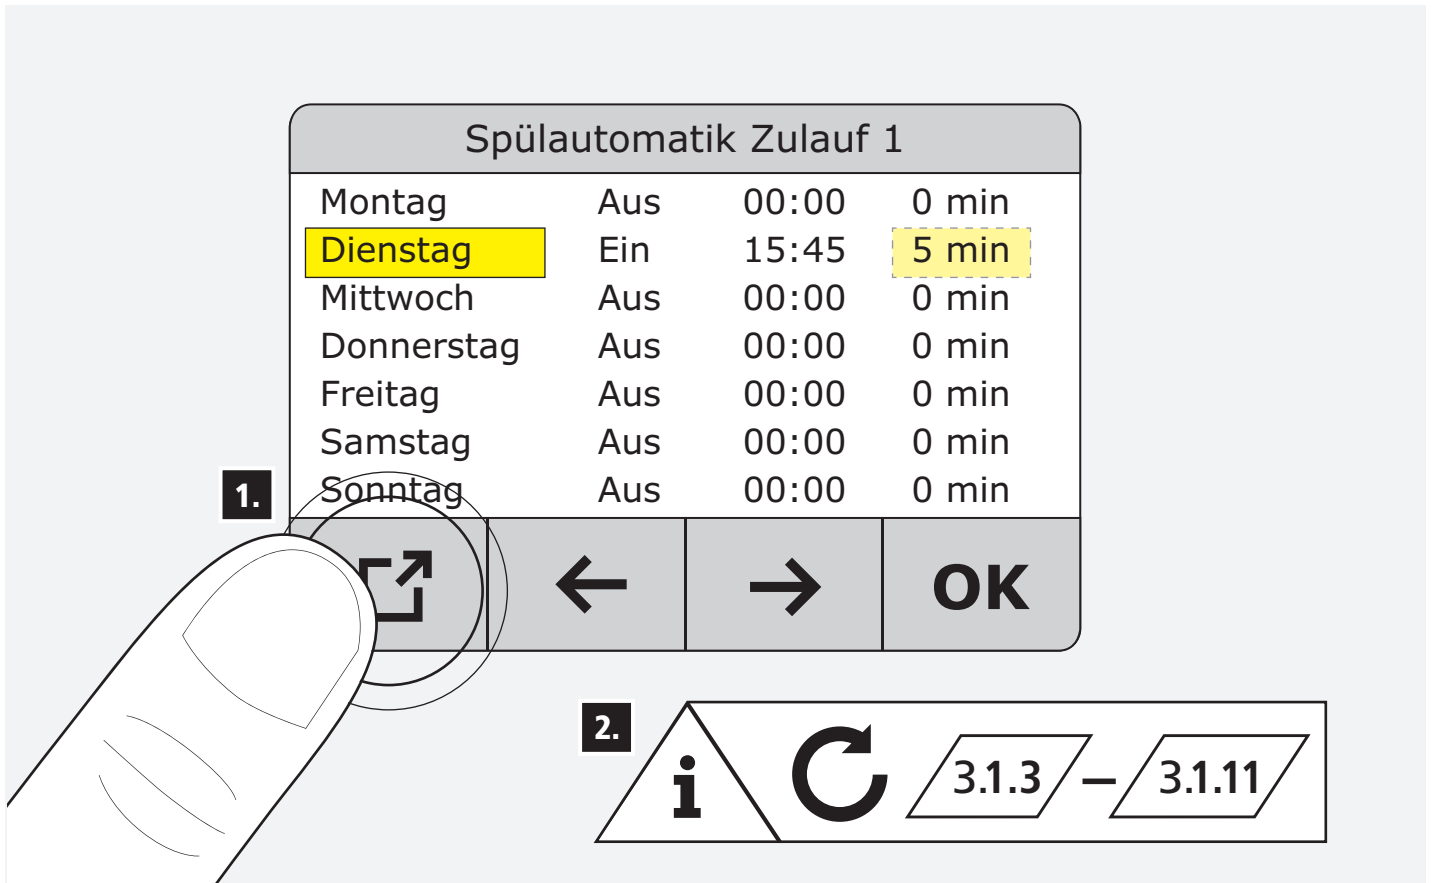 Spülautomatik Zulauf 1
Montag Aus 00:00 0 min
Dienstag Ein 15:45 5 min
Mittwoch Aus 00:00 0 min
Donnerstag Aus 00:00 0 min
Freitag Aus 00:00 0 min
Samstag Aus 00:00 0 min
Sonntag Aus 00:00 0 min
1.
OK
2.
i 3.1.3 – 3.1.11